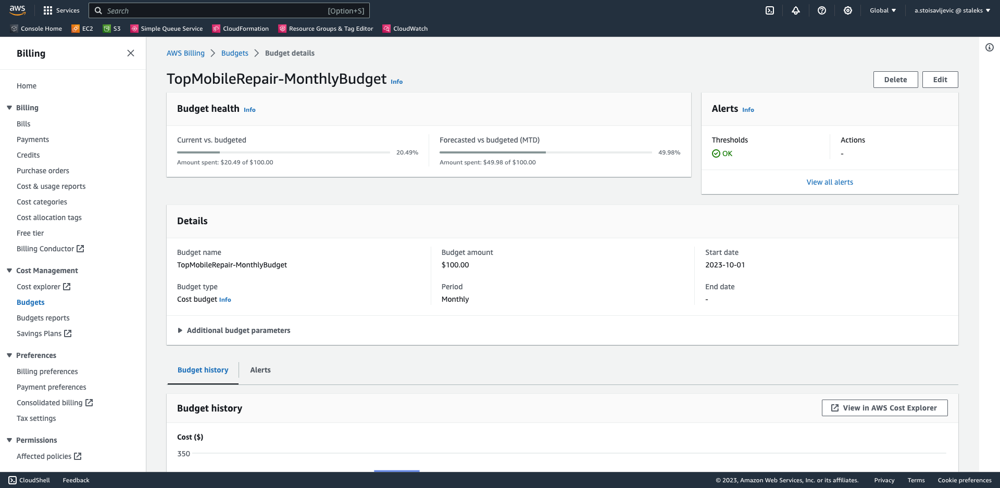 aws
Services
Search
[Option+S]
Global
a.stoisavljevic @ staleks
Console Home
EC2
S3
Simple Queue Service
CloudFormation
Resource Groups & Tag Editor
CloudWatch
Billing
Home
Billing
Bills
Payments
Credits
Purchase orders
Cost & usage reports
Cost categories
Cost allocation tags
Free tier
Billing Conductor
Cost Management
Cost explorer
Budgets
Budgets reports
Savings Plans
Preferences
Billing preferences
Payment preferences
Consolidated billing
Tax settings
Permissions
Affected policies
AWS Billing
Budgets
Budget details
TopMobileRepair-MonthlyBudget Info
Delete
Edit
Budget health Info
Current vs. budgeted
20.49%
Amount spent: $20.49 of $100.00
Forecasted vs budgeted (MTD)
49.98%
Amount spent: $49.98 of $100.00
Alerts Info
Thresholds
OK
Actions
-
View all alerts
Details
Budget name
TopMobileRepair-MonthlyBudget
Budget type
Cost budget Info
Budget amount
$100.00
Period
Monthly
Start date
2023-10-01
End date
-
Additional budget parameters
Budget history
Alerts
Budget history
View in AWS Cost Explorer
Cost ($)
350
CloudShell
Feedback
© 2023, Amazon Web Services, Inc. or its affiliates.
Privacy
Terms
Cookie preferences